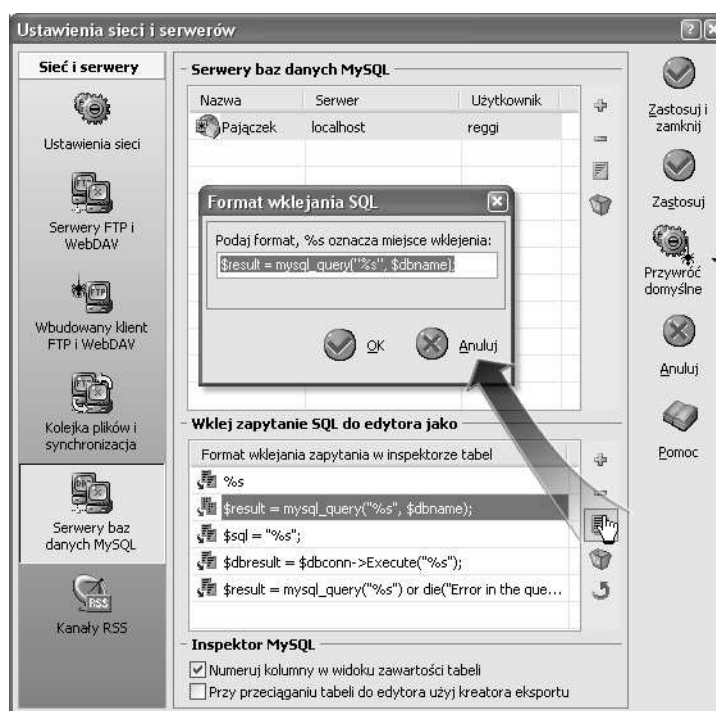 Ustawienia sieci i serwerów
Sieć i serwery
Ustawienia sieci
Serwery FTP i
WebDAV
Wbudowany klient
FTP i WebDAV
Kolejka plików i
synchronizacja
Serwery baz
danych MySQL
RSS
Kanały RSS
Serwery baz danych MySQL
Nazwa Serwer Użytkownik
Pajączek localhost reggi
Format wklejania SQL
Podaj format, %s oznacza miejsce wklejenia:
$result = mysql_query("%s", $dbname);
OK Anuluj
Wklej zapytanie SQL do edytora jako
Format wklejania zapytania w inspektorze tabel
%s
$result = mysql_query("%s", $dbname);
$sql = "%s";
$dbresult = $dbconn->Execute("%s");
$result = mysql_query("%s") or die("Error in the que...
Inspektor MySQL
Numeruj kolumny w widoku zawartości tabeli
Przy przeciąganiu tabeli do edytora użyj kreatora eksportu
Zastosuj i
zamknij
Zastosuj
Przywróć
domyślne
Anuluj
Pomoc